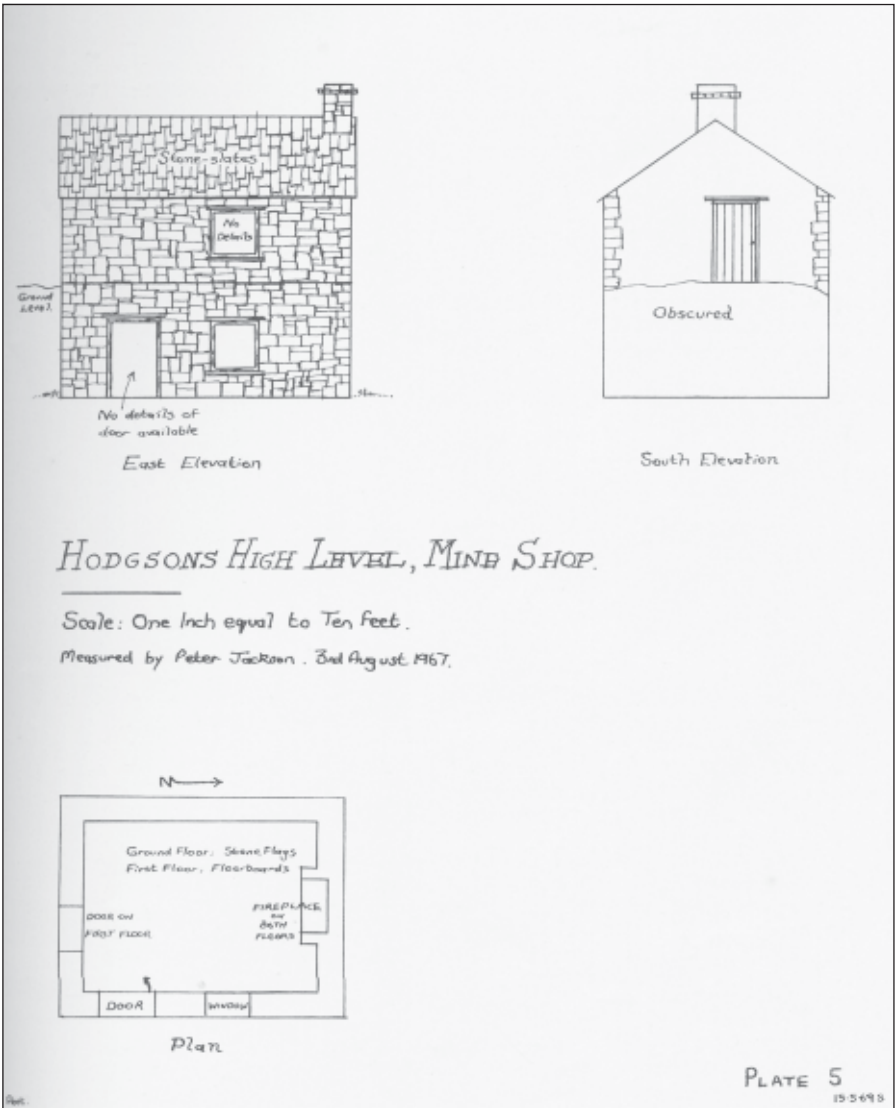 Stone-slates
No
Details
Ground
Level
No details of
door available
East Elevation
Obscured
South Elevation
HODGSONS HIGH LEVEL, MINE SHOP.
Scale: One Inch equal to Ten feet.
Measured by Peter Jackson. 3rd August 1967.
N
Ground Floor: Stone Flags
First Floor: Floorboards
DOOR ON
FIRST FLOOR
FIREPLACE
ON
BOTH
FLOORS
DOOR
WINDOW
Plan
PLATE 5